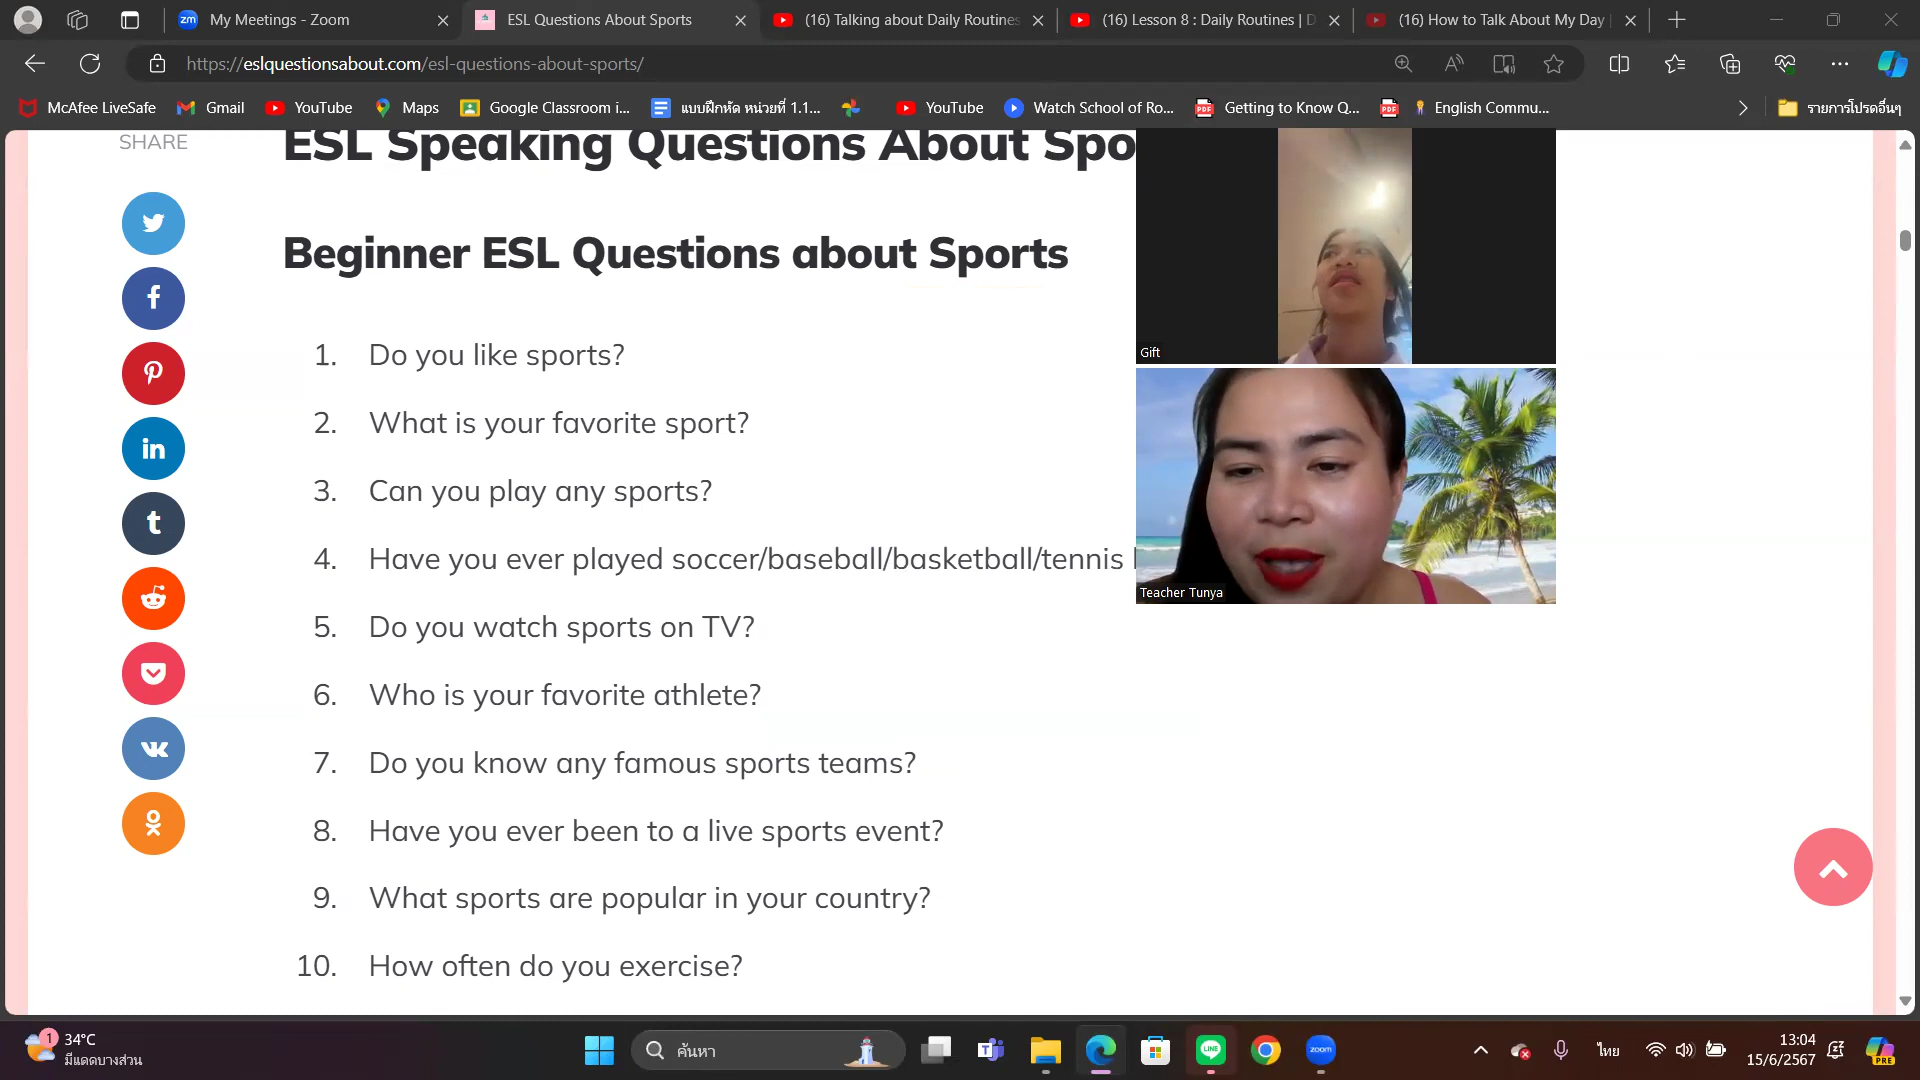 My Meetings - Zoom
ESL Questions About Sports
(16) Talking about Daily Routines
(16) Lesson 8 : Daily Routines | D
(16) How to Talk About My Day |
https://eslquestionsabout.com/esl-questions-about-sports/
McAfee LiveSafe
Gmail
YouTube
Maps
Google Classroom i...
แบบฝึกหัด หน่วยที่ 1.1...
YouTube
Watch School of Ro...
Getting to Know Q...
English Commu...
รายการโปรดอื่นๆ
SHARE
ESL Speaking Questions About Spo
Beginner ESL Questions about Sports
1. Do you like sports?
2. What is your favorite sport?
3. Can you play any sports?
4. Have you ever played soccer/baseball/basketball/tennis
5. Do you watch sports on TV?
6. Who is your favorite athlete?
7. Do you know any famous sports teams?
8. Have you ever been to a live sports event?
9. What sports are popular in your country?
10. How often do you exercise?
Gift
Teacher Tunya
1
34°C
มีแดดบางส่วน
ค้นหา
zoom
ไทย
13:04
15/6/2567
PRE